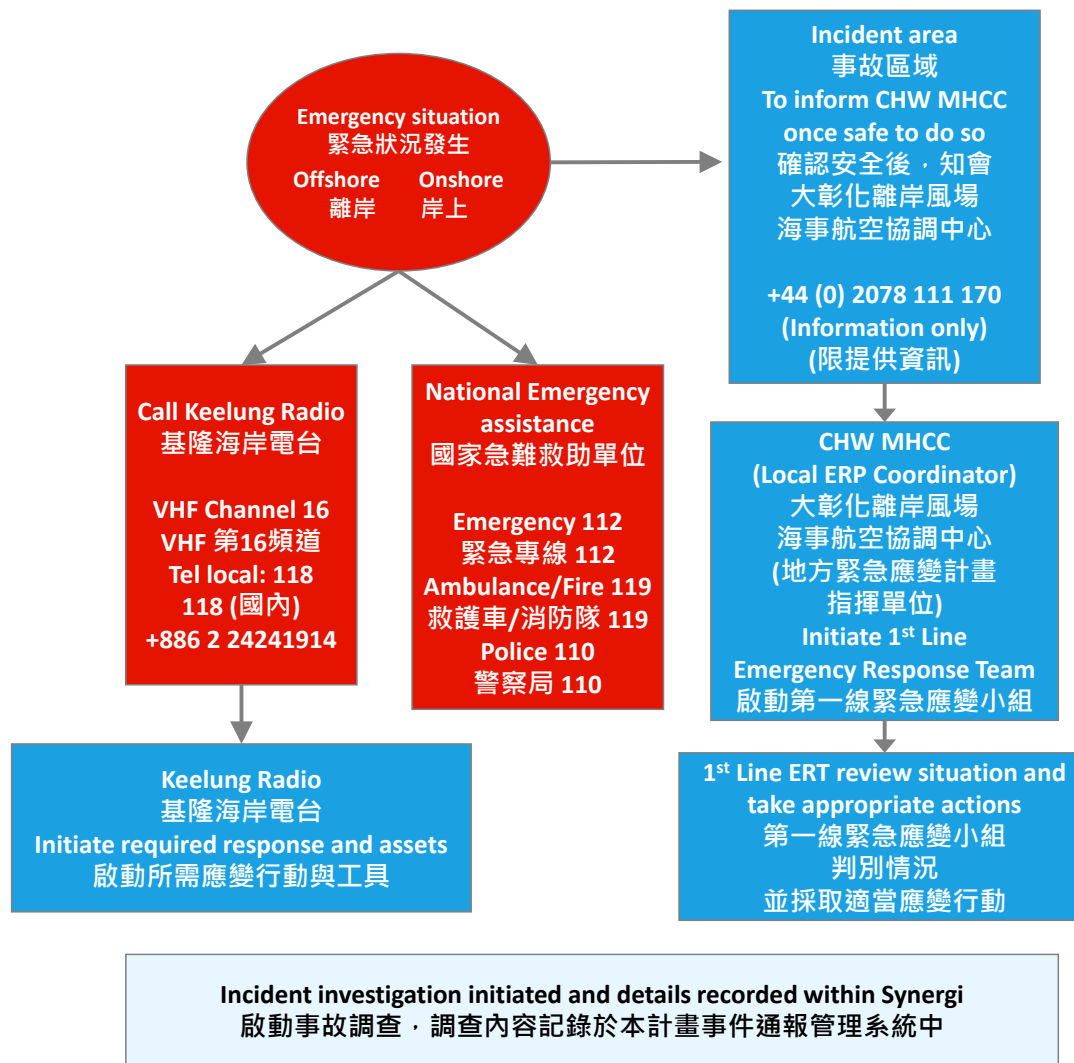 Emergency situation
緊急狀況發生
Offshore Onshore
離岸 岸上
Incident area
事故區域
To inform CHW MHCC
once safe to do so
確認安全後，知會
大彰化離岸風場
海事航空協調中心
+44 (0) 2078 111 170
(Information only)
(限提供資訊)
Call Keelung Radio
基隆海岸電台
VHF Channel 16
VHF 第16頻道
Tel local: 118
118 (國內)
+886 2 24241914
National Emergency
assistance
國家急難救助單位
Emergency 112
緊急專線 112
Ambulance/Fire 119
救護車/消防隊 119
Police 110
警察局 110
CHW MHCC
(Local ERP Coordinator)
大彰化離岸風場
海事航空協調中心
(地方緊急應變計畫
指揮單位)
Initiate 1st Line
Emergency Response Team
啟動第一線緊急應變小組
Keelung Radio
基隆海岸電台
Initiate required response and assets
啟動所需應變行動與工具
1st Line ERT review situation and
take appropriate actions
第一線緊急應變小組
判別情況
並採取適當應變行動
Incident investigation initiated and details recorded within Synergi
啟動事故調查，調查內容記錄於本計畫事件通報管理系統中